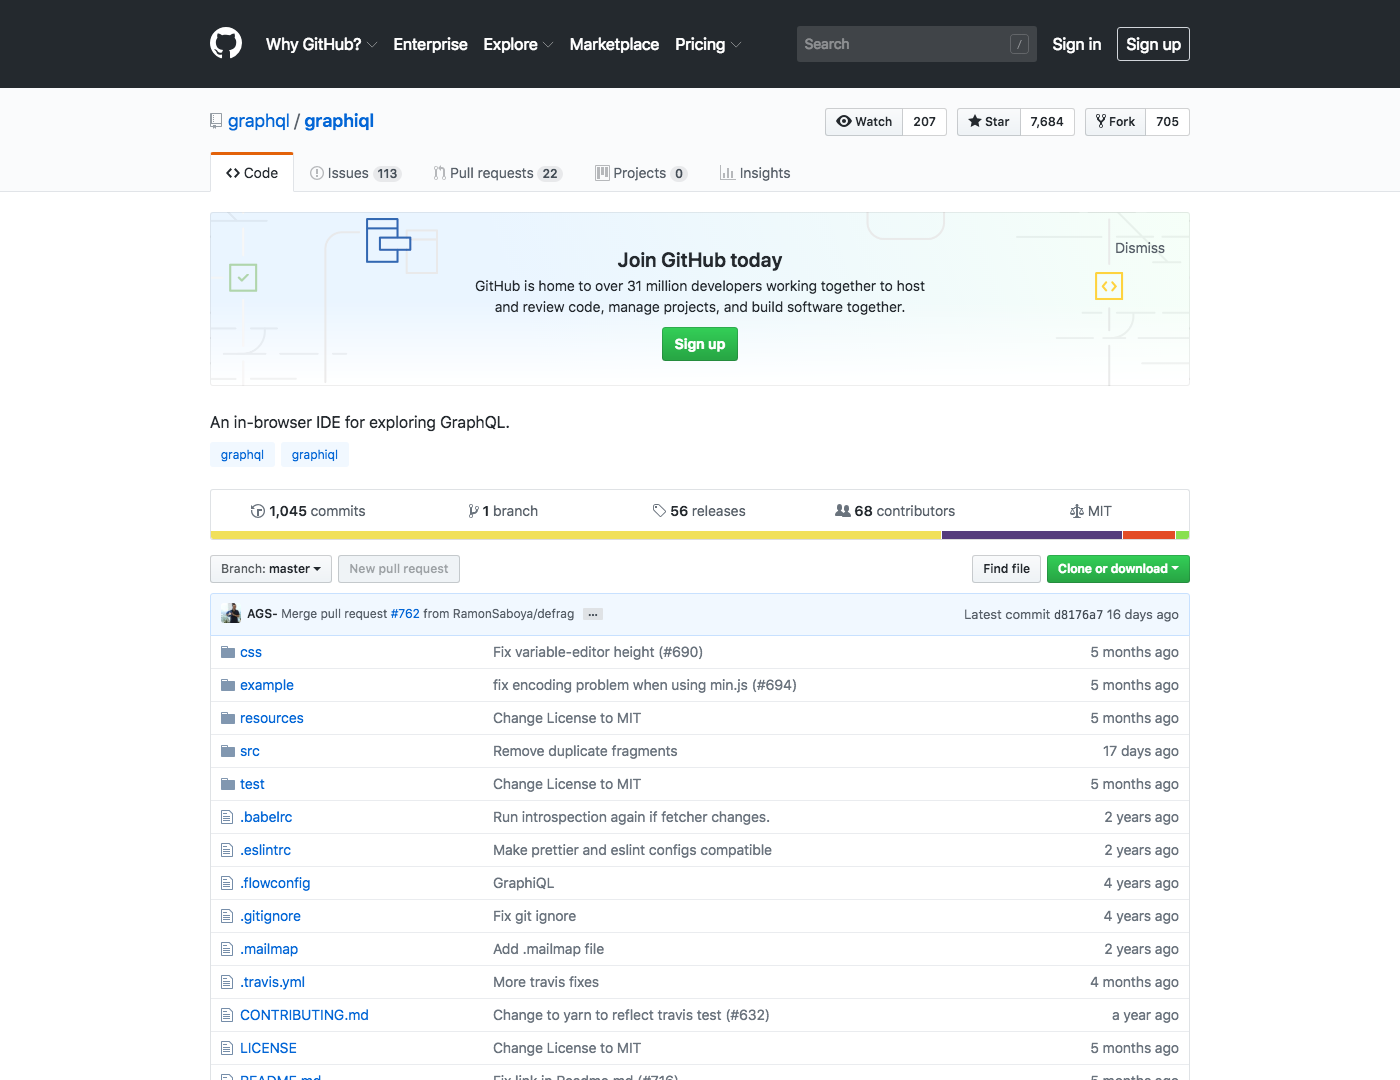 Why GitHub? Enterprise Explore Marketplace Pricing Search / Sign in Sign up
graphql / graphiql Watch 207 Star 7,684 Fork 705
Code Issues 113 Pull requests 22 Projects 0 Insights
Dismiss
Join GitHub today
GitHub is home to over 31 million developers working together to host
and review code, manage projects, and build software together.
Sign up
An in-browser IDE for exploring GraphQL.
graphql graphiql
1,045 commits 1 branch 56 releases 68 contributors MIT
Branch: master New pull request Find file Clone or download
AGS- Merge pull request #762 from RamonSaboya/defrag ... Latest commit d8176a7 16 days ago
css Fix variable-editor height (#690) 5 months ago
example fix encoding problem when using min.js (#694) 5 months ago
resources Change License to MIT 5 months ago
src Remove duplicate fragments 17 days ago
test Change License to MIT 5 months ago
.babelrc Run introspection again if fetcher changes. 2 years ago
.eslintrc Make prettier and eslint configs compatible 2 years ago
.flowconfig GraphiQL 4 years ago
.gitignore Fix git ignore 4 years ago
.mailmap Add .mailmap file 2 years ago
.travis.yml More travis fixes 4 months ago
CONTRIBUTING.md Change to yarn to reflect travis test (#632) a year ago
LICENSE Change License to MIT 5 months ago
README.md Fix link in Readme.md (#716) 5 months ago